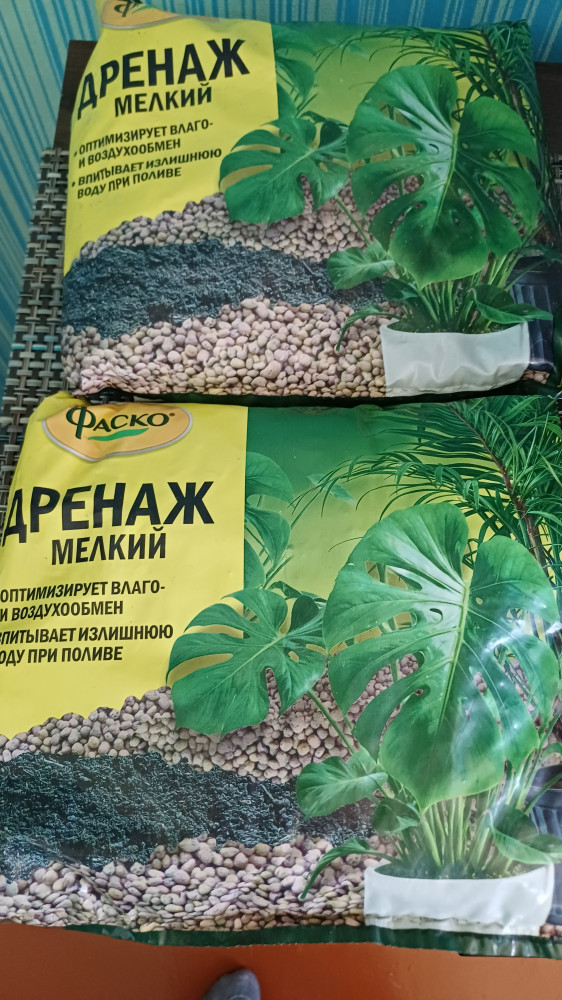 ДРЕНАЖ
МЕЛКИЙ
• ОПТИМИЗИРУЕТ ВЛАГО-
И ВОЗДУХООБМЕН
• ВПИТЫВАЕТ ИЗЛИШНЮЮ
ВОДУ ПРИ ПОЛИВЕ
ФАСКО®
ДРЕНАЖ
МЕЛКИЙ
ОПТИМИЗИРУЕТ ВЛАГО-
И ВОЗДУХООБМЕН
ВПИТЫВАЕТ ИЗЛИШНЮЮ
ОДУ ПРИ ПОЛИВЕ